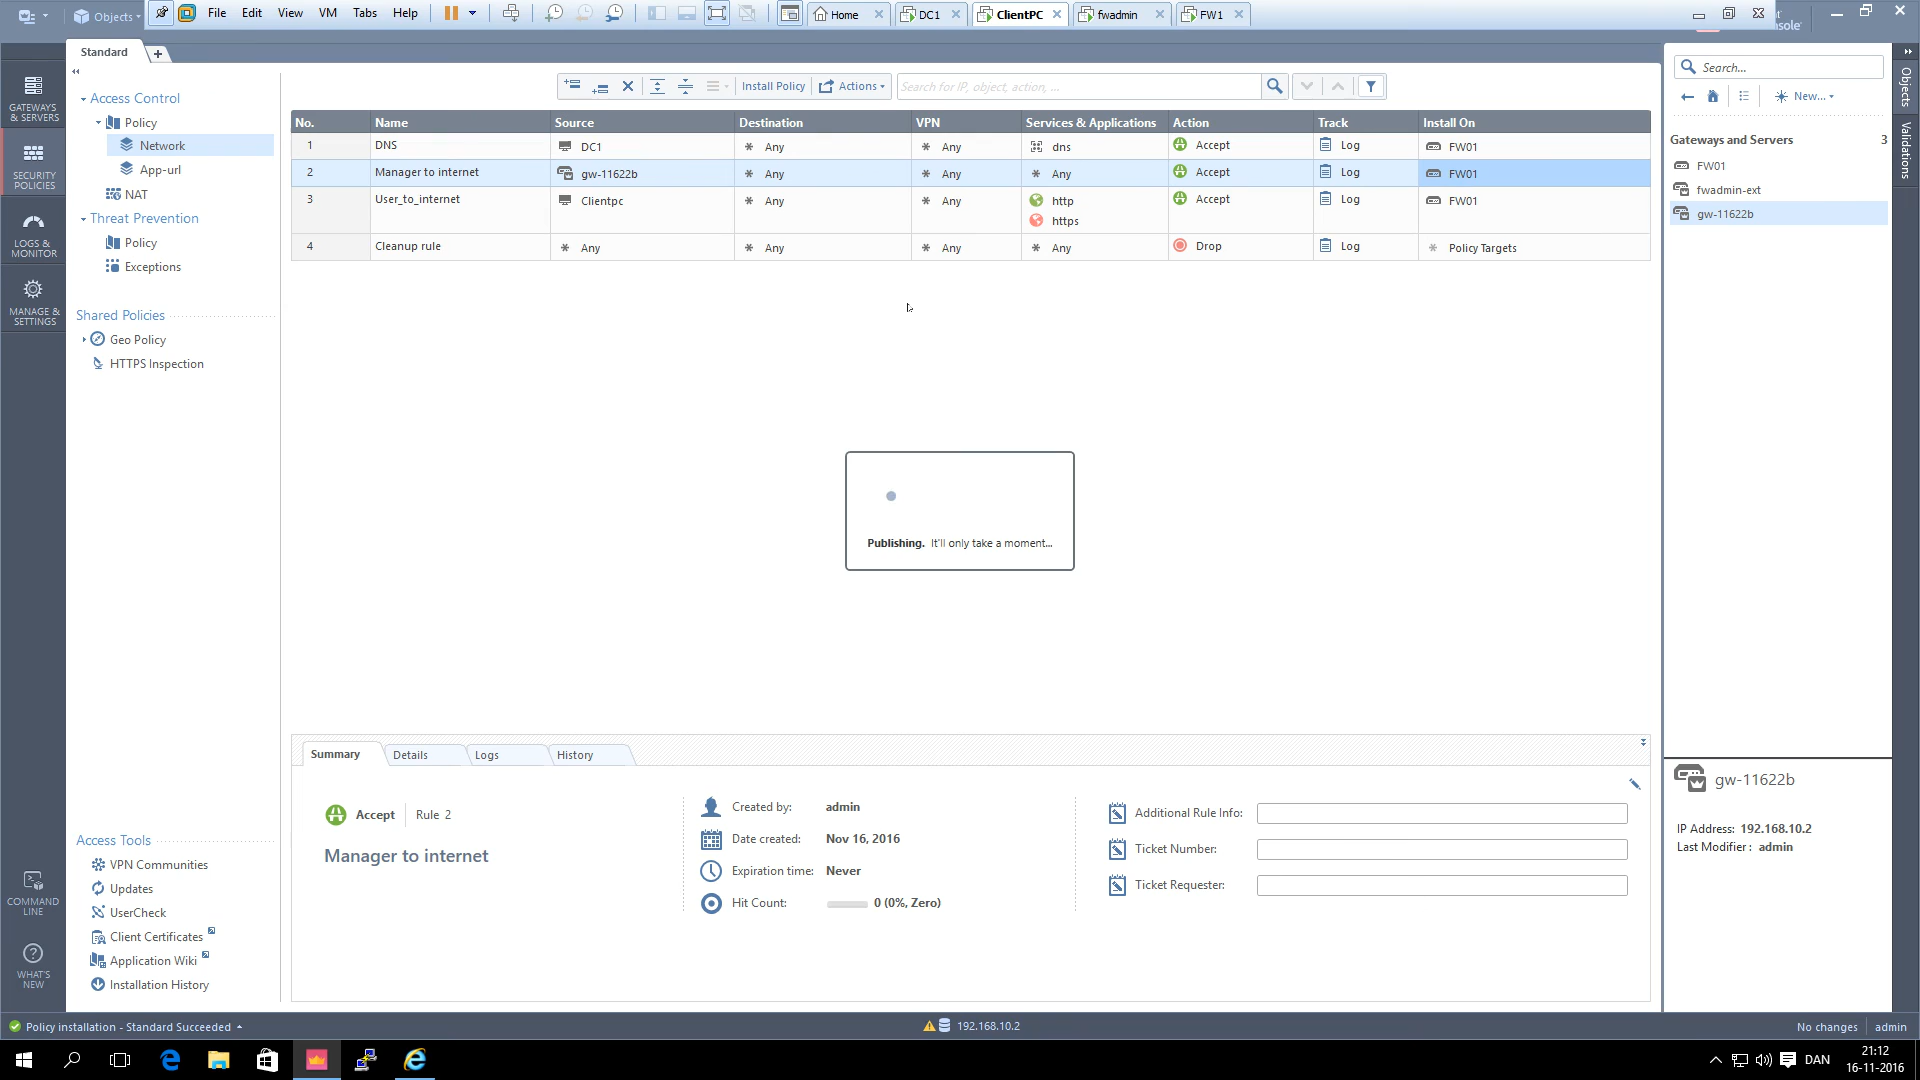 Objects
File Edit View VM Tabs Help
Home DC1 ClientPC fwadmin FW1
Standard +
GATEWAYS & SERVERS
SECURITY POLICIES
LOGS & MONITOR
MANAGE & SETTINGS
COMMAND LINE
WHAT'S NEW
Access Control
Policy
Network
App-url
NAT
Threat Prevention
Policy
Exceptions
Shared Policies
Geo Policy
HTTPS Inspection
Access Tools
VPN Communities
Updates
UserCheck
Client Certificates
Application Wiki
Installation History
Install Policy Actions Search for IP, object, action, ...
No. Name Source Destination VPN Services & Applications Action Track Install On
1 DNS DC1 * Any * Any dns Accept Log FW01
2 Manager to internet gw-11622b * Any * Any * Any Accept Log FW01
3 User_to_internet Clientpc * Any * Any http Accept Log FW01
https
4 Cleanup rule * Any * Any * Any * Any Drop Log * Policy Targets
Publishing. It'll only take a moment...
Summary Details Logs History
Accept Rule 2
Manager to internet
Created by: admin
Date created: Nov 16, 2016
Expiration time: Never
Hit Count: 0 (0%, Zero)
Additional Rule Info:
Ticket Number:
Ticket Requester:
Search...
New...
Gateways and Servers 3
FW01
fwadmin-ext
gw-11622b
gw-11622b
IP Address: 192.168.10.2
Last Modifier : admin
Objects
Validations
Policy installation - Standard Succeeded
192.168.10.2
No changes admin
DAN
21:12
16-11-2016